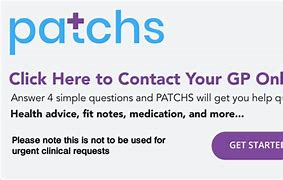 patchs
Click Here to Contact Your GP Onl
Answer 4 simple questions and PATCHS will get you help qu
Health advice, fit notes, medication, and more...
Please note this is not to be used for
urgent clinical requests
GET STARTE